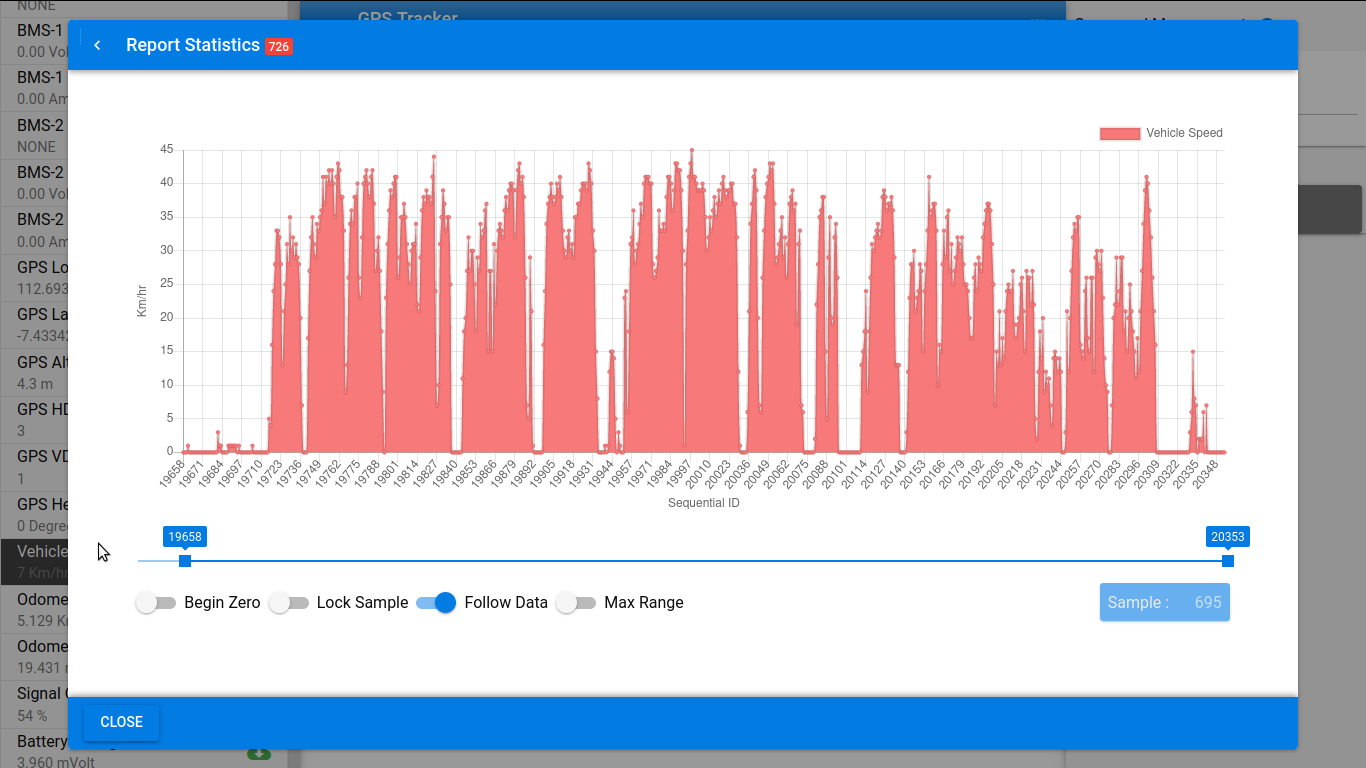 NONE
GPS Tracker
BMS-1
0.00 Vol
BMS-1
0.00 Am
BMS-2
NONE
BMS-2
0.00 Vol
BMS-2
0.00 Am
GPS Lo
112.693
GPS La
-7.43342
GPS Alt
4.3 m
GPS HD
3
GPS VD
1
GPS He
0 Degre
Vehicle
7 Km/hr
Odome
5.129 K
Odome
19.431
Signal
54 %
Battery
3.960 mVolt
Report Statistics 726
Vehicle Speed
Km/hr
45
40
35
30
25
20
15
10
5
0
19658 19671 19684 19697 19710 19723 19736 19749 19762 19775 19788 19801 19814 19827 19840 19853 19866 19879 19892 19905 19918 19931 19944 19957 19971 19984 19997 20010 20023 20036 20049 20062 20075 20088 20101 20114 20127 20140 20153 20166 20179 20192 20205 20218 20231 20244 20257 20270 20283 20296 20309 20322 20335 20348
Sequential ID
19658 20353
Begin Zero Lock Sample Follow Data Max Range Sample : 695
CLOSE